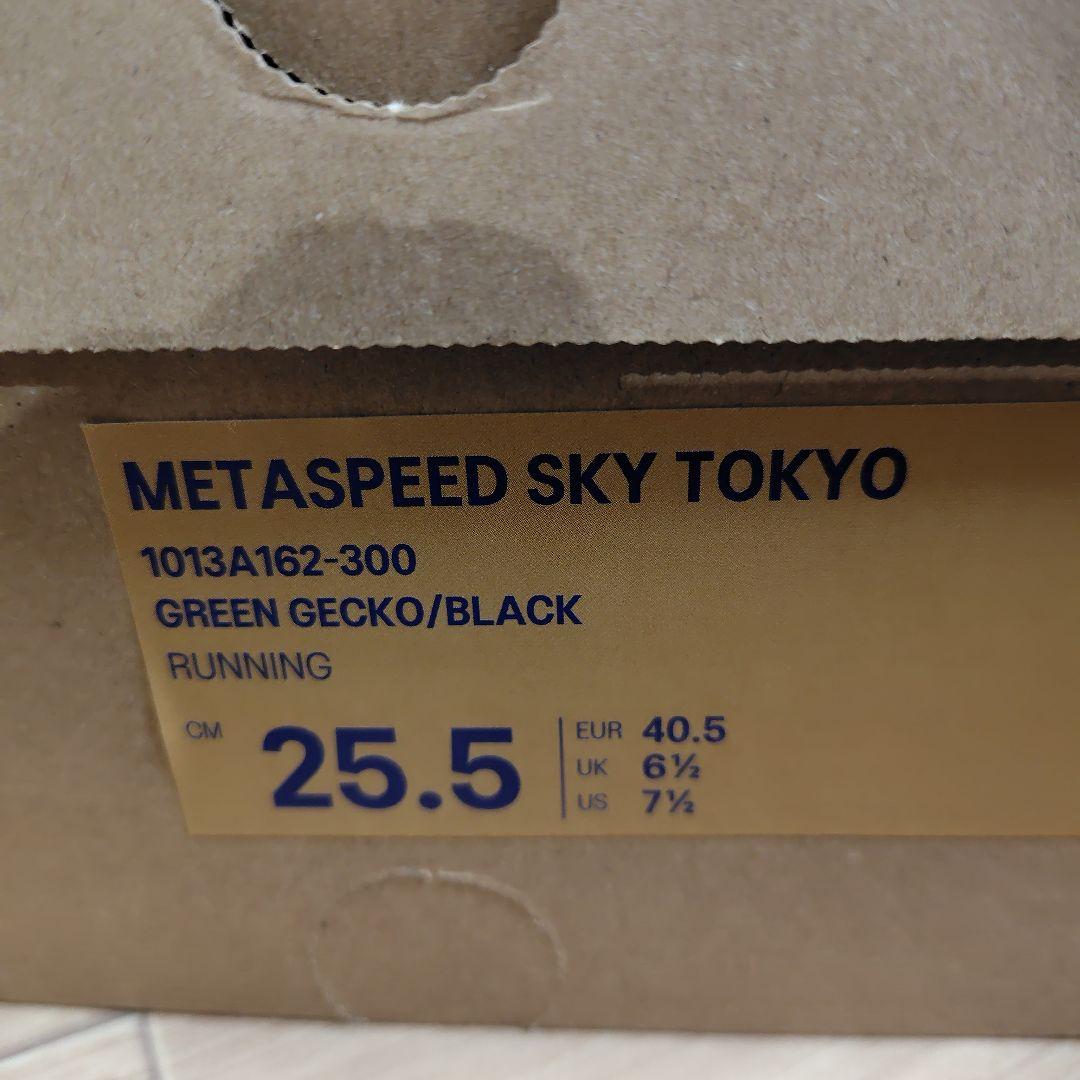 METASPEED SKY TOKYO
1013A162-300
GREEN GECKO/BLACK
RUNNING
CM 25.5
EUR 40.5
UK 6½
US 7½